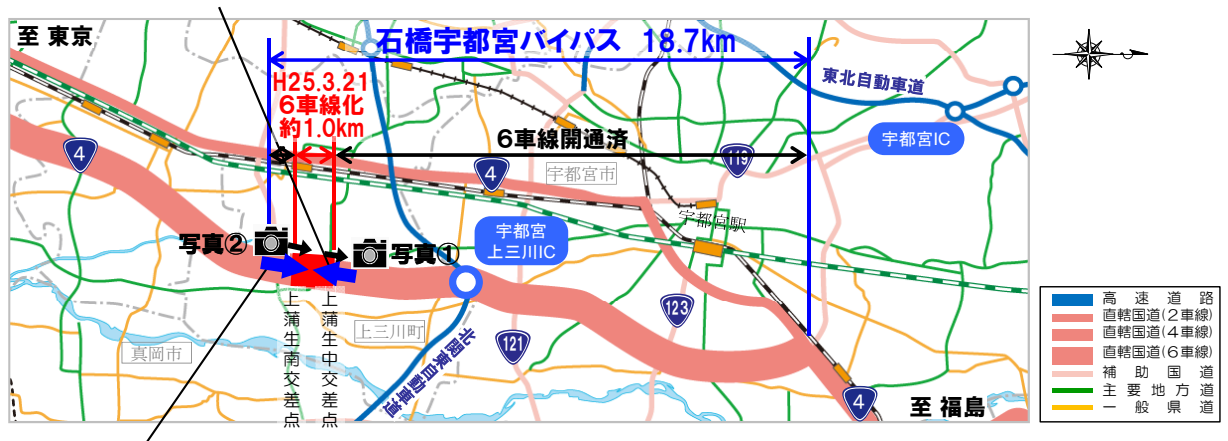 至 東京
石橋宇都宮バイパス 18.7km
H25.3.21
6車線化
約1.0km
6車線開通済
東北自動車道
宇都宮IC
4
4
119
宇都宮市
宇都宮駅
宇都宮
上三川IC
写真②
写真①
上蒲生南交差点
上蒲生中交差点
上三川町
真岡市
北関東自動車道
121
123
4
至 福島
高速道路
直轄国道(2車線)
直轄国道(4車線)
直轄国道(6車線)
補助国道
主要地方道
一般県道